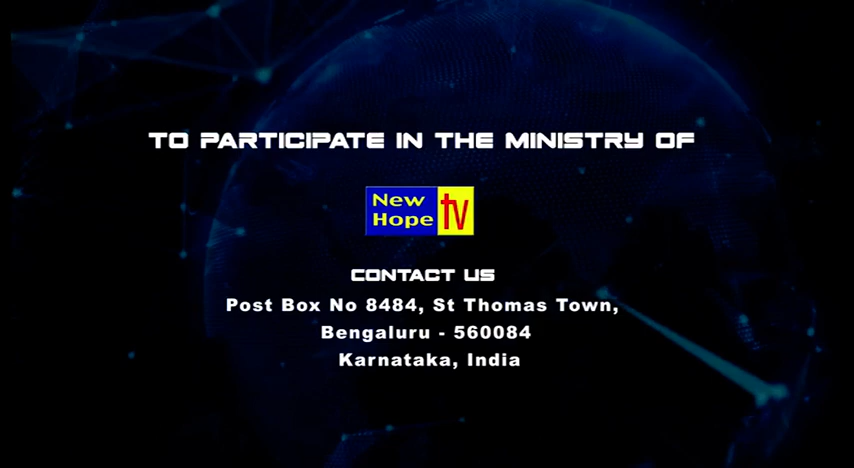 TO PARTICIPATE IN THE MINISTRY OF
New
Hope
tv
CONTACT US
Post Box No 8484, St Thomas Town,
Bengaluru - 560084
Karnataka, India